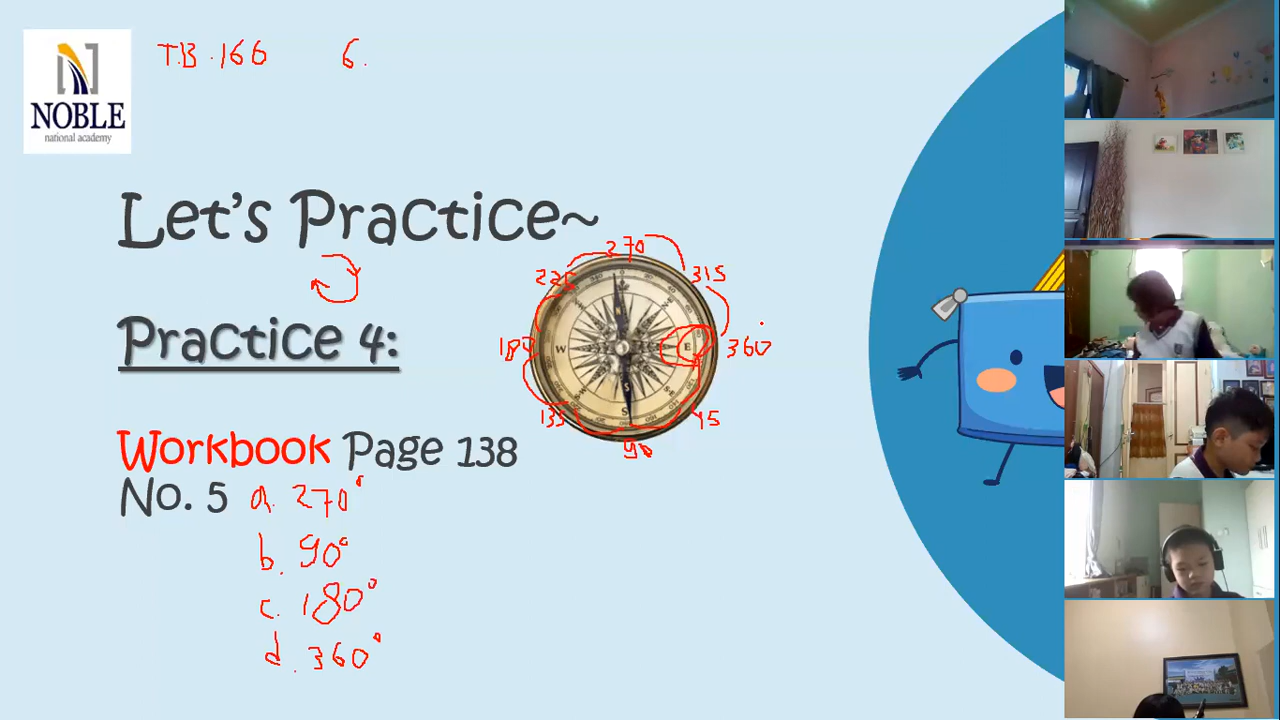 T.B. 166 6.
NOBLE
national academy
Let's Practice~
270
225
315
180
W
E
360°
S
135
45
90
Practice 4:
Workbook Page 138
No. 5 a. 270°
b. 90°
c. 180°
d. 360°